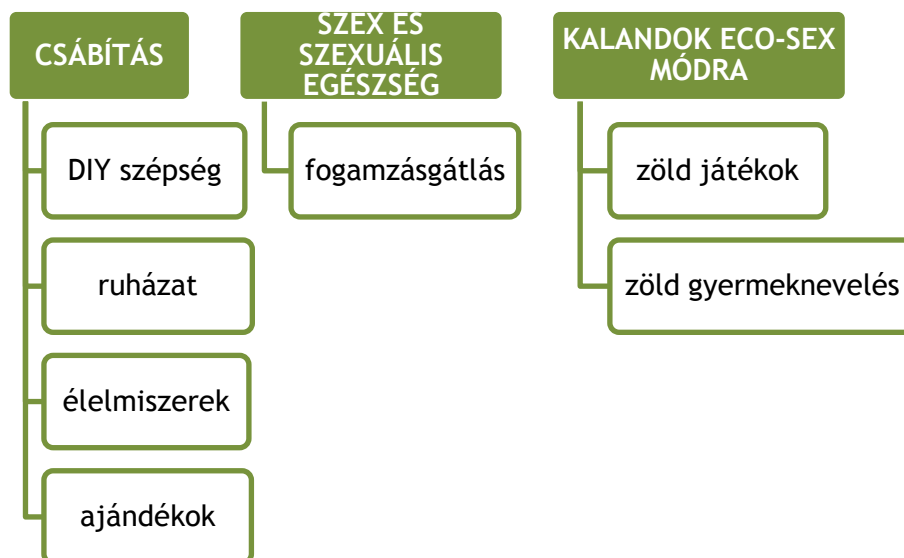 CSÁBÍTÁS
DIY szépség
ruházat
élelmiszerek
ajándékok
SZEX ÉS
SZEXUÁLIS
EGÉSZSÉG
fogamzásgátlás
KALANDOK ECO-SEX
MÓDRA
zöld játékok
zöld gyermeknevelés